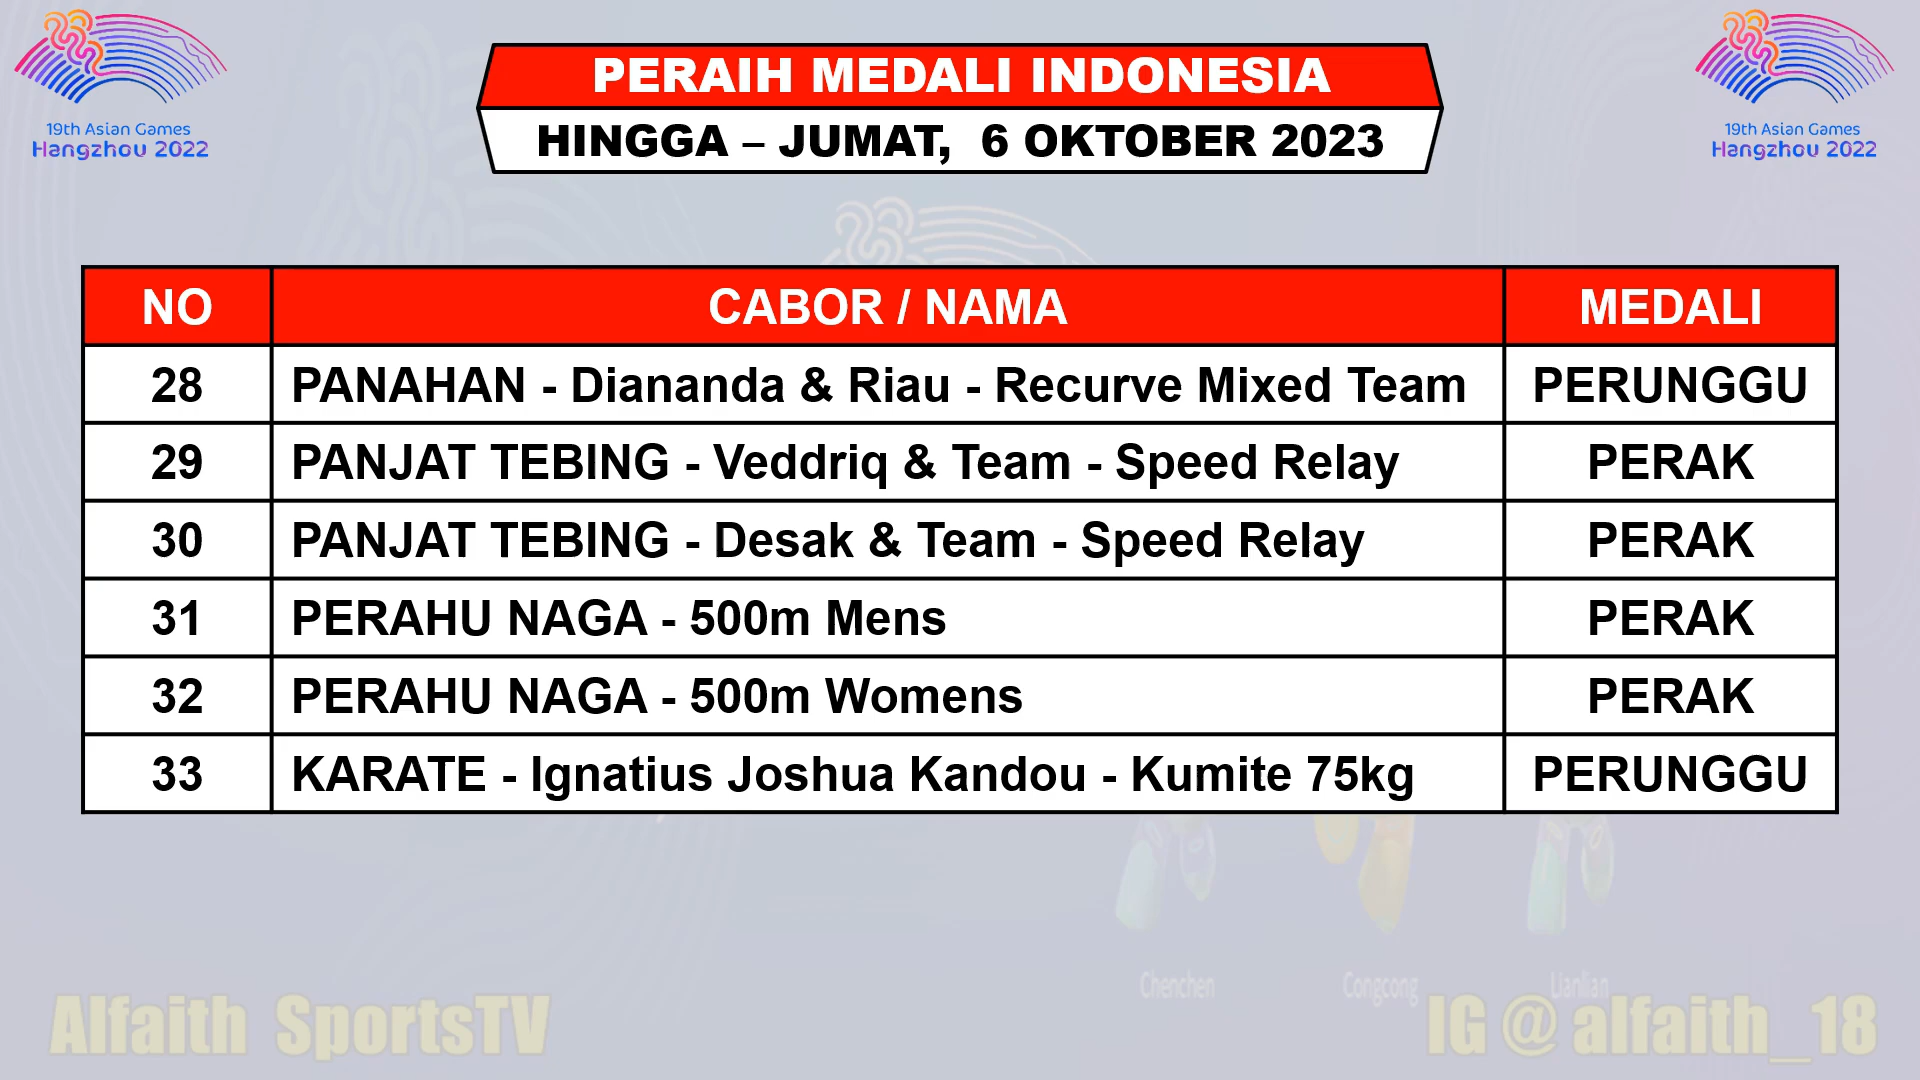 19th Asian Games
Hangzhou 2022
PERAIH MEDALI INDONESIA
HINGGA – JUMAT, 6 OKTOBER 2023
19th Asian Games
Hangzhou 2022
NO CABOR / NAMA MEDALI
28 PANAHAN - Diananda & Riau - Recurve Mixed Team PERUNGGU
29 PANJAT TEBING - Veddriq & Team - Speed Relay PERAK
30 PANJAT TEBING - Desak & Team - Speed Relay PERAK
31 PERAHU NAGA - 500m Mens PERAK
32 PERAHU NAGA - 500m Womens PERAK
33 KARATE - Ignatius Joshua Kandou - Kumite 75kg PERUNGGU
Chenchen Congcong Lianlian
Alfaith SportsTV
IG @ alfaith_18